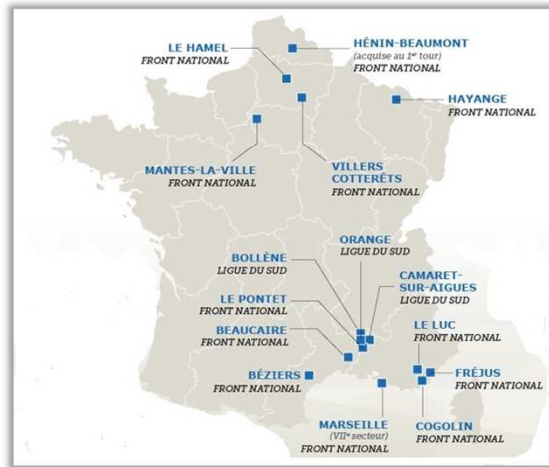 LE HAMEL
FRONT NATIONAL
HÉNIN-BEAUMONT
(acquise au 1er tour)
FRONT NATIONAL
HAYANGE
FRONT NATIONAL
MANTES-LA-VILLE
FRONT NATIONAL
VILLERS
COTTERÊTS
FRONT NATIONAL
ORANGE
LIGUE DU SUD
BOLLÈNE
LIGUE DU SUD
CAMARET-
SUR-AIGUES
LIGUE DU SUD
LE PONTET
FRONT NATIONAL
LE LUC
FRONT NATIONAL
BEAUCAIRE
FRONT NATIONAL
BÉZIERS
FRONT NATIONAL
FRÉJUS
FRONT NATIONAL
MARSEILLE
(VIIe secteur)
FRONT NATIONAL
COGOLIN
FRONT NATIONAL